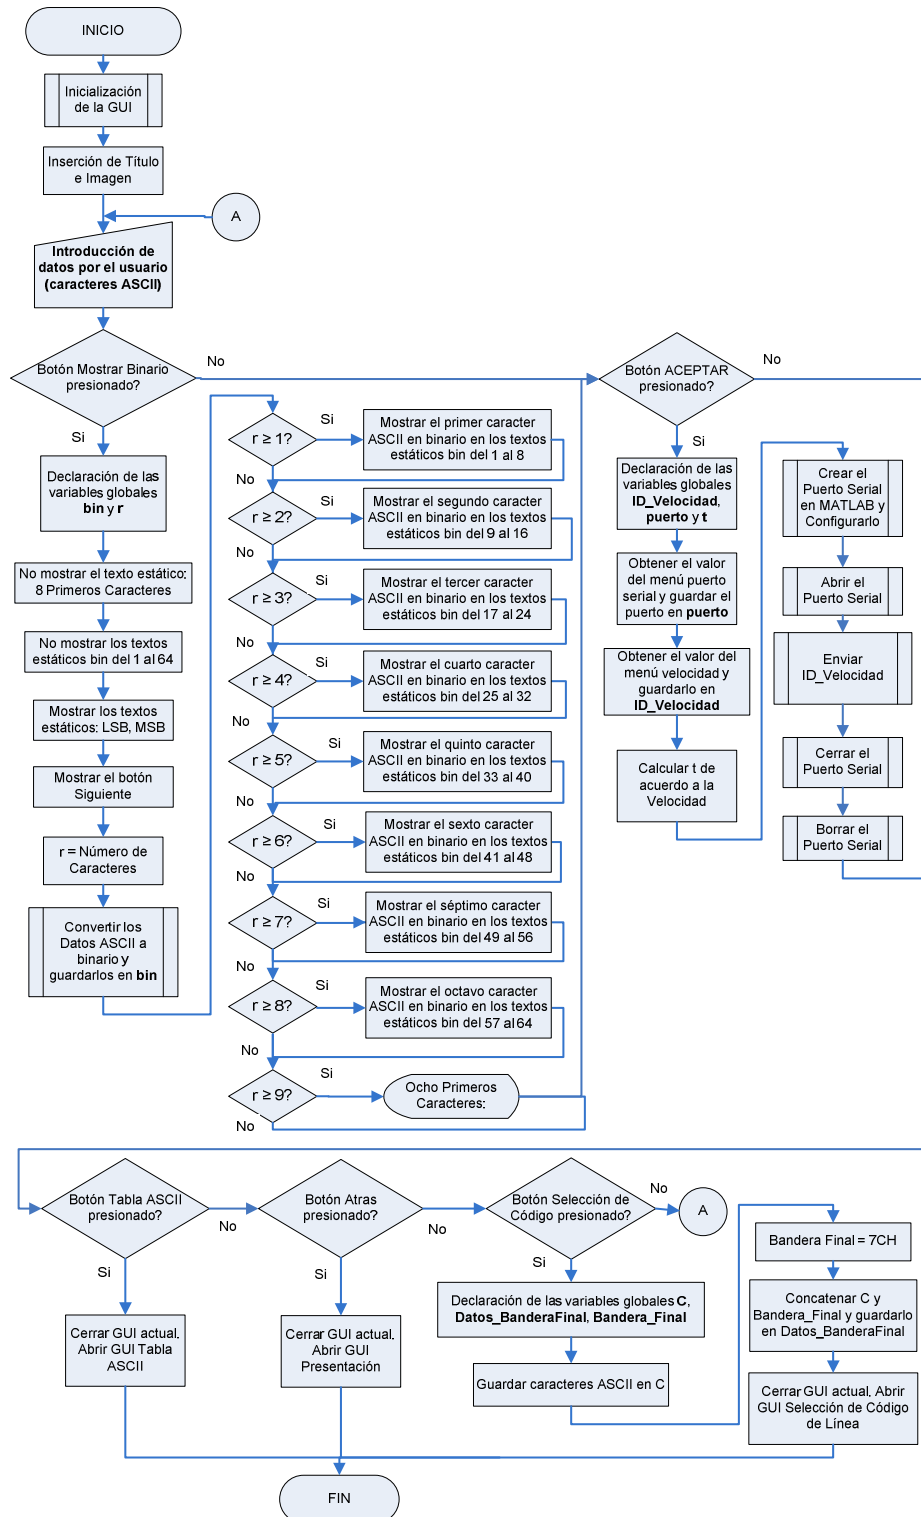 INICIO
Inicialización
de la GUI
Inserción de Título
e Imagen
A
Introducción de
datos por el usuario
(caracteres ASCII)
Botón Mostrar Binario
presionado?
No
Si
Declaración de las
variables globales
bin y r
No mostrar el texto estático:
8 Primeros Caracteres
No mostrar los textos
estáticos bin del 1 al 64
Mostrar los textos
estáticos: LSB, MSB
Mostrar el botón
Siguiente
r = Número de
Caracteres
Convertir los
Datos ASCII a
binario y
guardarlos en bin
r ≥ 1?
Si
No
Mostrar el primer caracter
ASCII en binario en los textos
estáticos bin del 1 al 8
r ≥ 2?
Si
No
Mostrar el segundo caracter
ASCII en binario en los textos
estáticos bin del 9 al 16
r ≥ 3?
Si
No
Mostrar el tercer caracter
ASCII en binario en los textos
estáticos bin del 17 al 24
r ≥ 4?
Si
No
Mostrar el cuarto caracter
ASCII en binario en los textos
estáticos bin del 25 al 32
r ≥ 5?
Si
No
Mostrar el quinto caracter
ASCII en binario en los textos
estáticos bin del 33 al 40
r ≥ 6?
Si
No
Mostrar el sexto caracter
ASCII en binario en los textos
estáticos bin del 41 al 48
r ≥ 7?
Si
No
Mostrar el séptimo caracter
ASCII en binario en los textos
estáticos bin del 49 al 56
r ≥ 8?
Si
No
Mostrar el octavo caracter
ASCII en binario en los textos
estáticos bin del 57 al 64
r ≥ 9?
Si
No
Ocho Primeros
Caracteres:
Botón ACEPTAR
presionado?
No
Si
Declaración de las
variables globales
ID_Velocidad,
puerto y t
Obtener el valor
del menú puerto
serial y guardar el
puerto en puerto
Obtener el valor del
menú velocidad y
guardarlo en
ID_Velocidad
Calcular t de
acuerdo a la
Velocidad
Crear el
Puerto Serial
en MATLAB y
Configurarlo
Abrir el
Puerto Serial
Enviar
ID_Velocidad
Cerrar el
Puerto Serial
Borrar el
Puerto Serial
Botón Tabla ASCII
presionado?
No
Si
Cerrar GUI actual.
Abrir GUI Tabla
ASCII
Botón Atras
presionado?
No
Si
Cerrar GUI actual.
Abrir GUI
Presentación
Botón Selección de
Código presionado?
No
A
Si
Declaración de las variables globales C,
Datos_BanderaFinal, Bandera_Final
Guardar caracteres ASCII en C
Bandera Final = 7CH
Concatenar C y
Bandera_Final y guardarlo
en Datos_BanderaFinal
Cerrar GUI actual. Abrir
GUI Selección de Código
de Línea
FIN